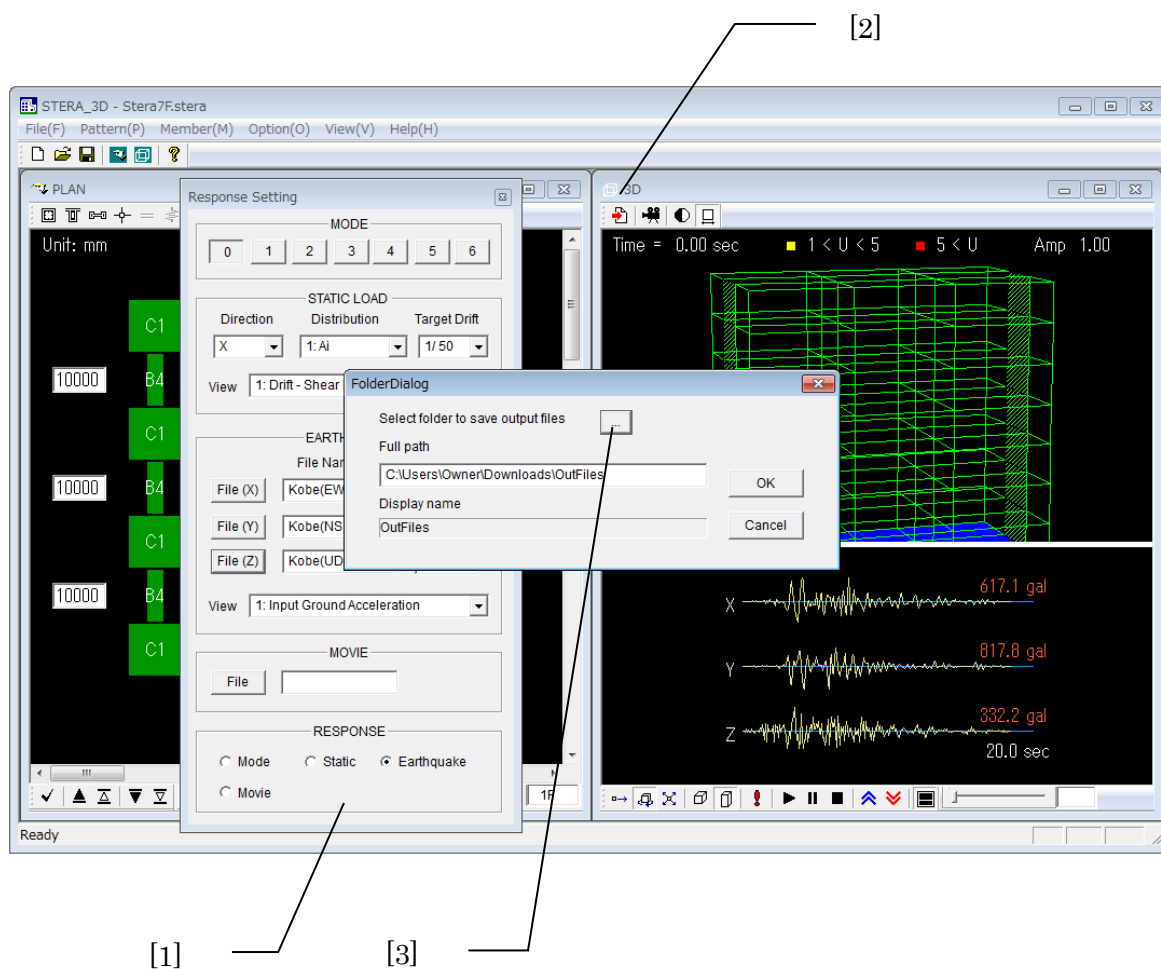 [2]
STERA_3D - Stera7F.stera
File(F) Pattern(P) Member(M) Option(O) View(V) Help(H)
PLAN
Unit: mm
C1
10000 B4
C1
10000 B4
C1
10000 B4
C1
1F
Response Setting
MODE
0 1 2 3 4 5 6
STATIC LOAD
Direction Distribution Target Drift
X 1: Ai 1/ 50
View 1: Drift - Shear
EARTH
File Nam
File (X) Kobe(EW
File (Y) Kobe(NS
File (Z) Kobe(UD
View 1: Input Ground Acceleration
MOVIE
File
RESPONSE
Mode Static Earthquake
Movie
FolderDialog
Select folder to save output files ...
Full path
C:\Users\Owner\Downloads\OutFiles
OK
Display name
OutFiles
Cancel
3D
Time = 0.00 sec 1 < U < 5 5 < U Amp 1.00
X 617.1 gal
Y 817.8 gal
Z 332.2 gal
20.0 sec
Ready
[1] [3]